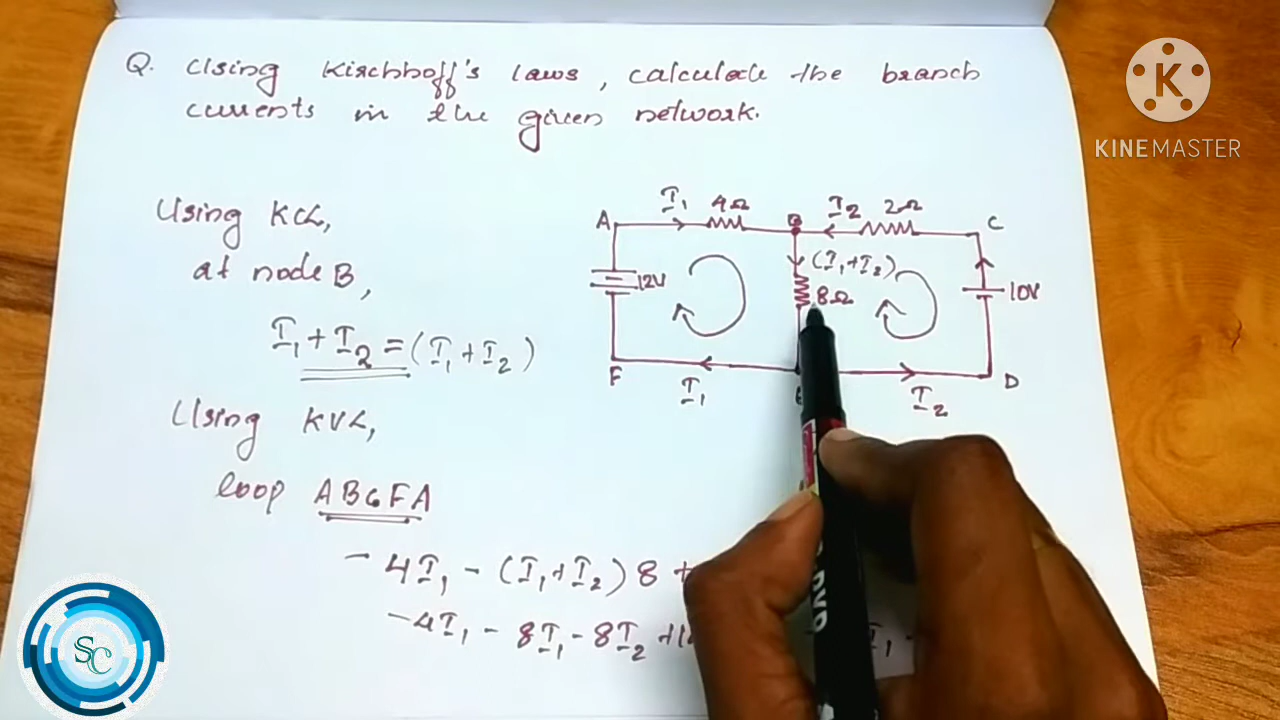 Q. Using Kirchhoff's laws, calculate the branch
currents in the given network.
K
KINEMASTER
Using KCL,
at node B,
I₁ + I₂ = (I₁ + I₂)
Using KVL,
loop ABGFA
- 4I₁ - (I₁+I₂) 8 +
-4I₁ - 8I₁ - 8I₂ +1
A I₁ 4Ω B I₂ 2Ω C
(I₁+I₂)
12V 8Ω 10V
F I₁ I₂ D
SC